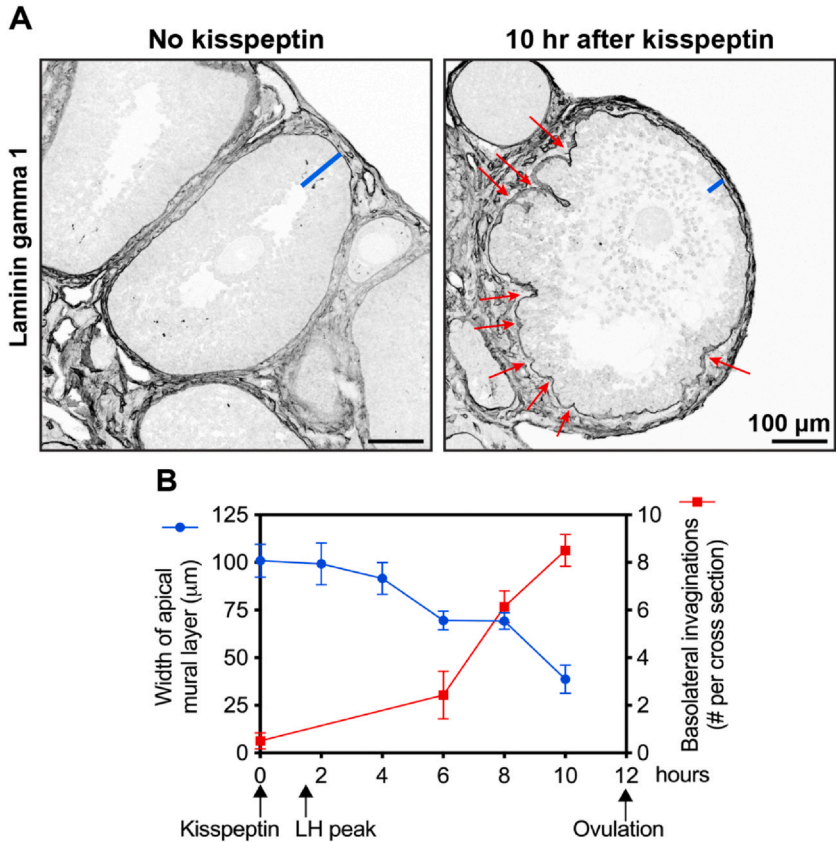 A
No kisspeptin
10 hr after kisspeptin
Laminin gamma 1
100 µm
B
Width of apical
mural layer (µm)
125
100
75
50
25
0
10
8
6
4
2
0
Basolateral invaginations
(# per cross section)
0 2 4 6 8 10 12 hours
Kisspeptin LH peak Ovulation